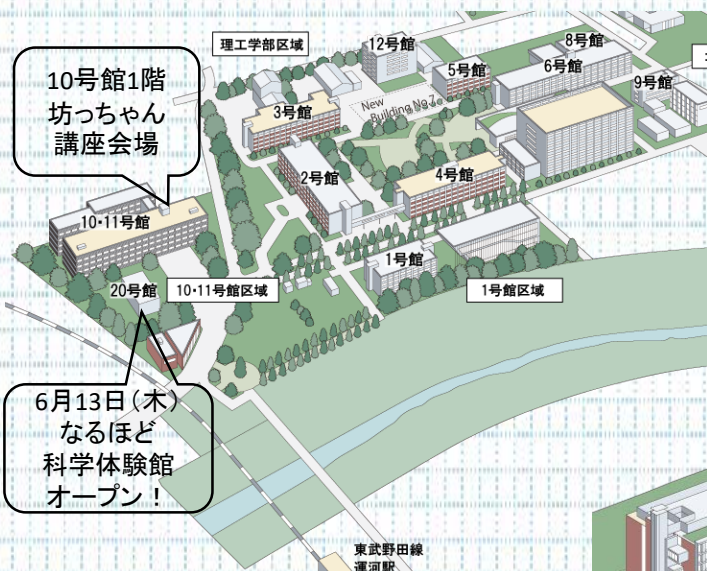 10号館1階
坊っちゃん
講座会場
理工学部区域
12号館
8号館
5号館
6号館
9号館
3号館
New
Building No.7
2号館
4号館
10・11号館
1号館
20号館
10・11号館区域
1号館区域
6月13日（木）
なるほど
科学体験館
オープン！
東武野田線
運河駅